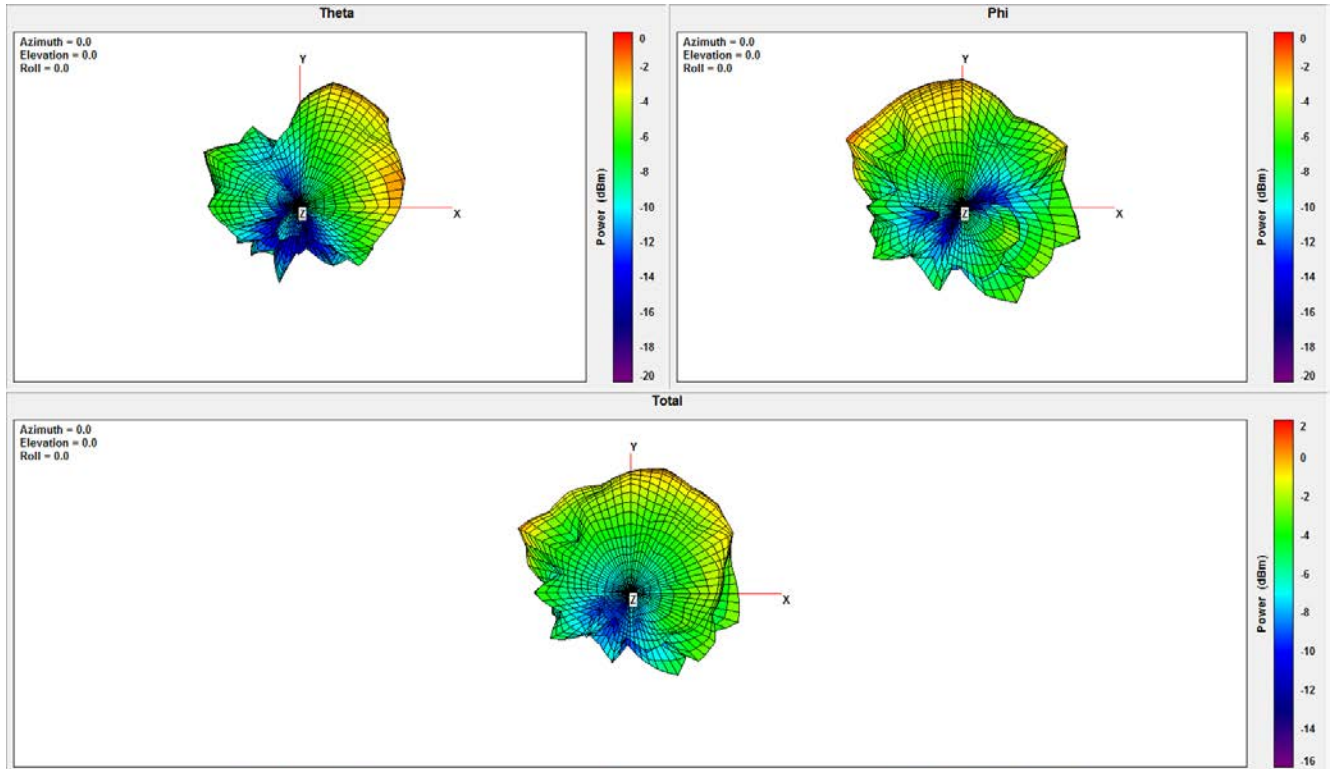 Theta
Azimuth = 0.0
Elevation = 0.0
Roll = 0.0
Y
X
Z
0
-2
-4
-6
-8
-10
-12
-14
-16
-18
-20
Power (dBm)
Phi
Azimuth = 0.0
Elevation = 0.0
Roll = 0.0
Y
X
Z
0
-2
-4
-6
-8
-10
-12
-14
-16
-18
-20
Power (dBm)
Total
Azimuth = 0.0
Elevation = 0.0
Roll = 0.0
Y
X
Z
2
0
-2
-4
-6
-8
-10
-12
-14
-16
Power (dBm)